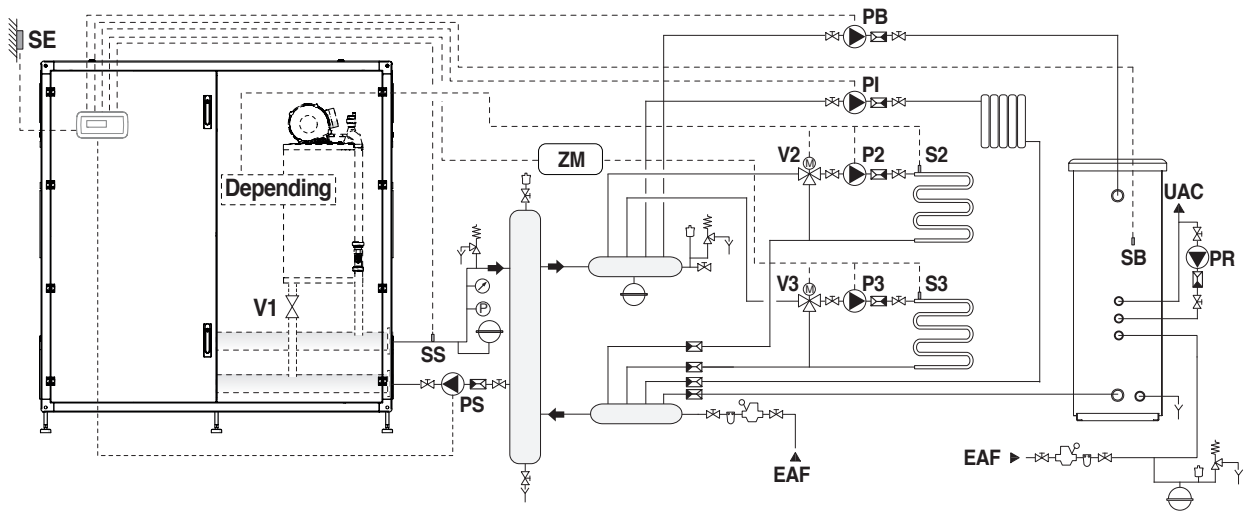 PB
SE
PI
ZM
V2
P2
S2
M
Depending
UAC
SB
PR
V3
P3
S3
M
V1
P
SS
PS
EAF
EAF